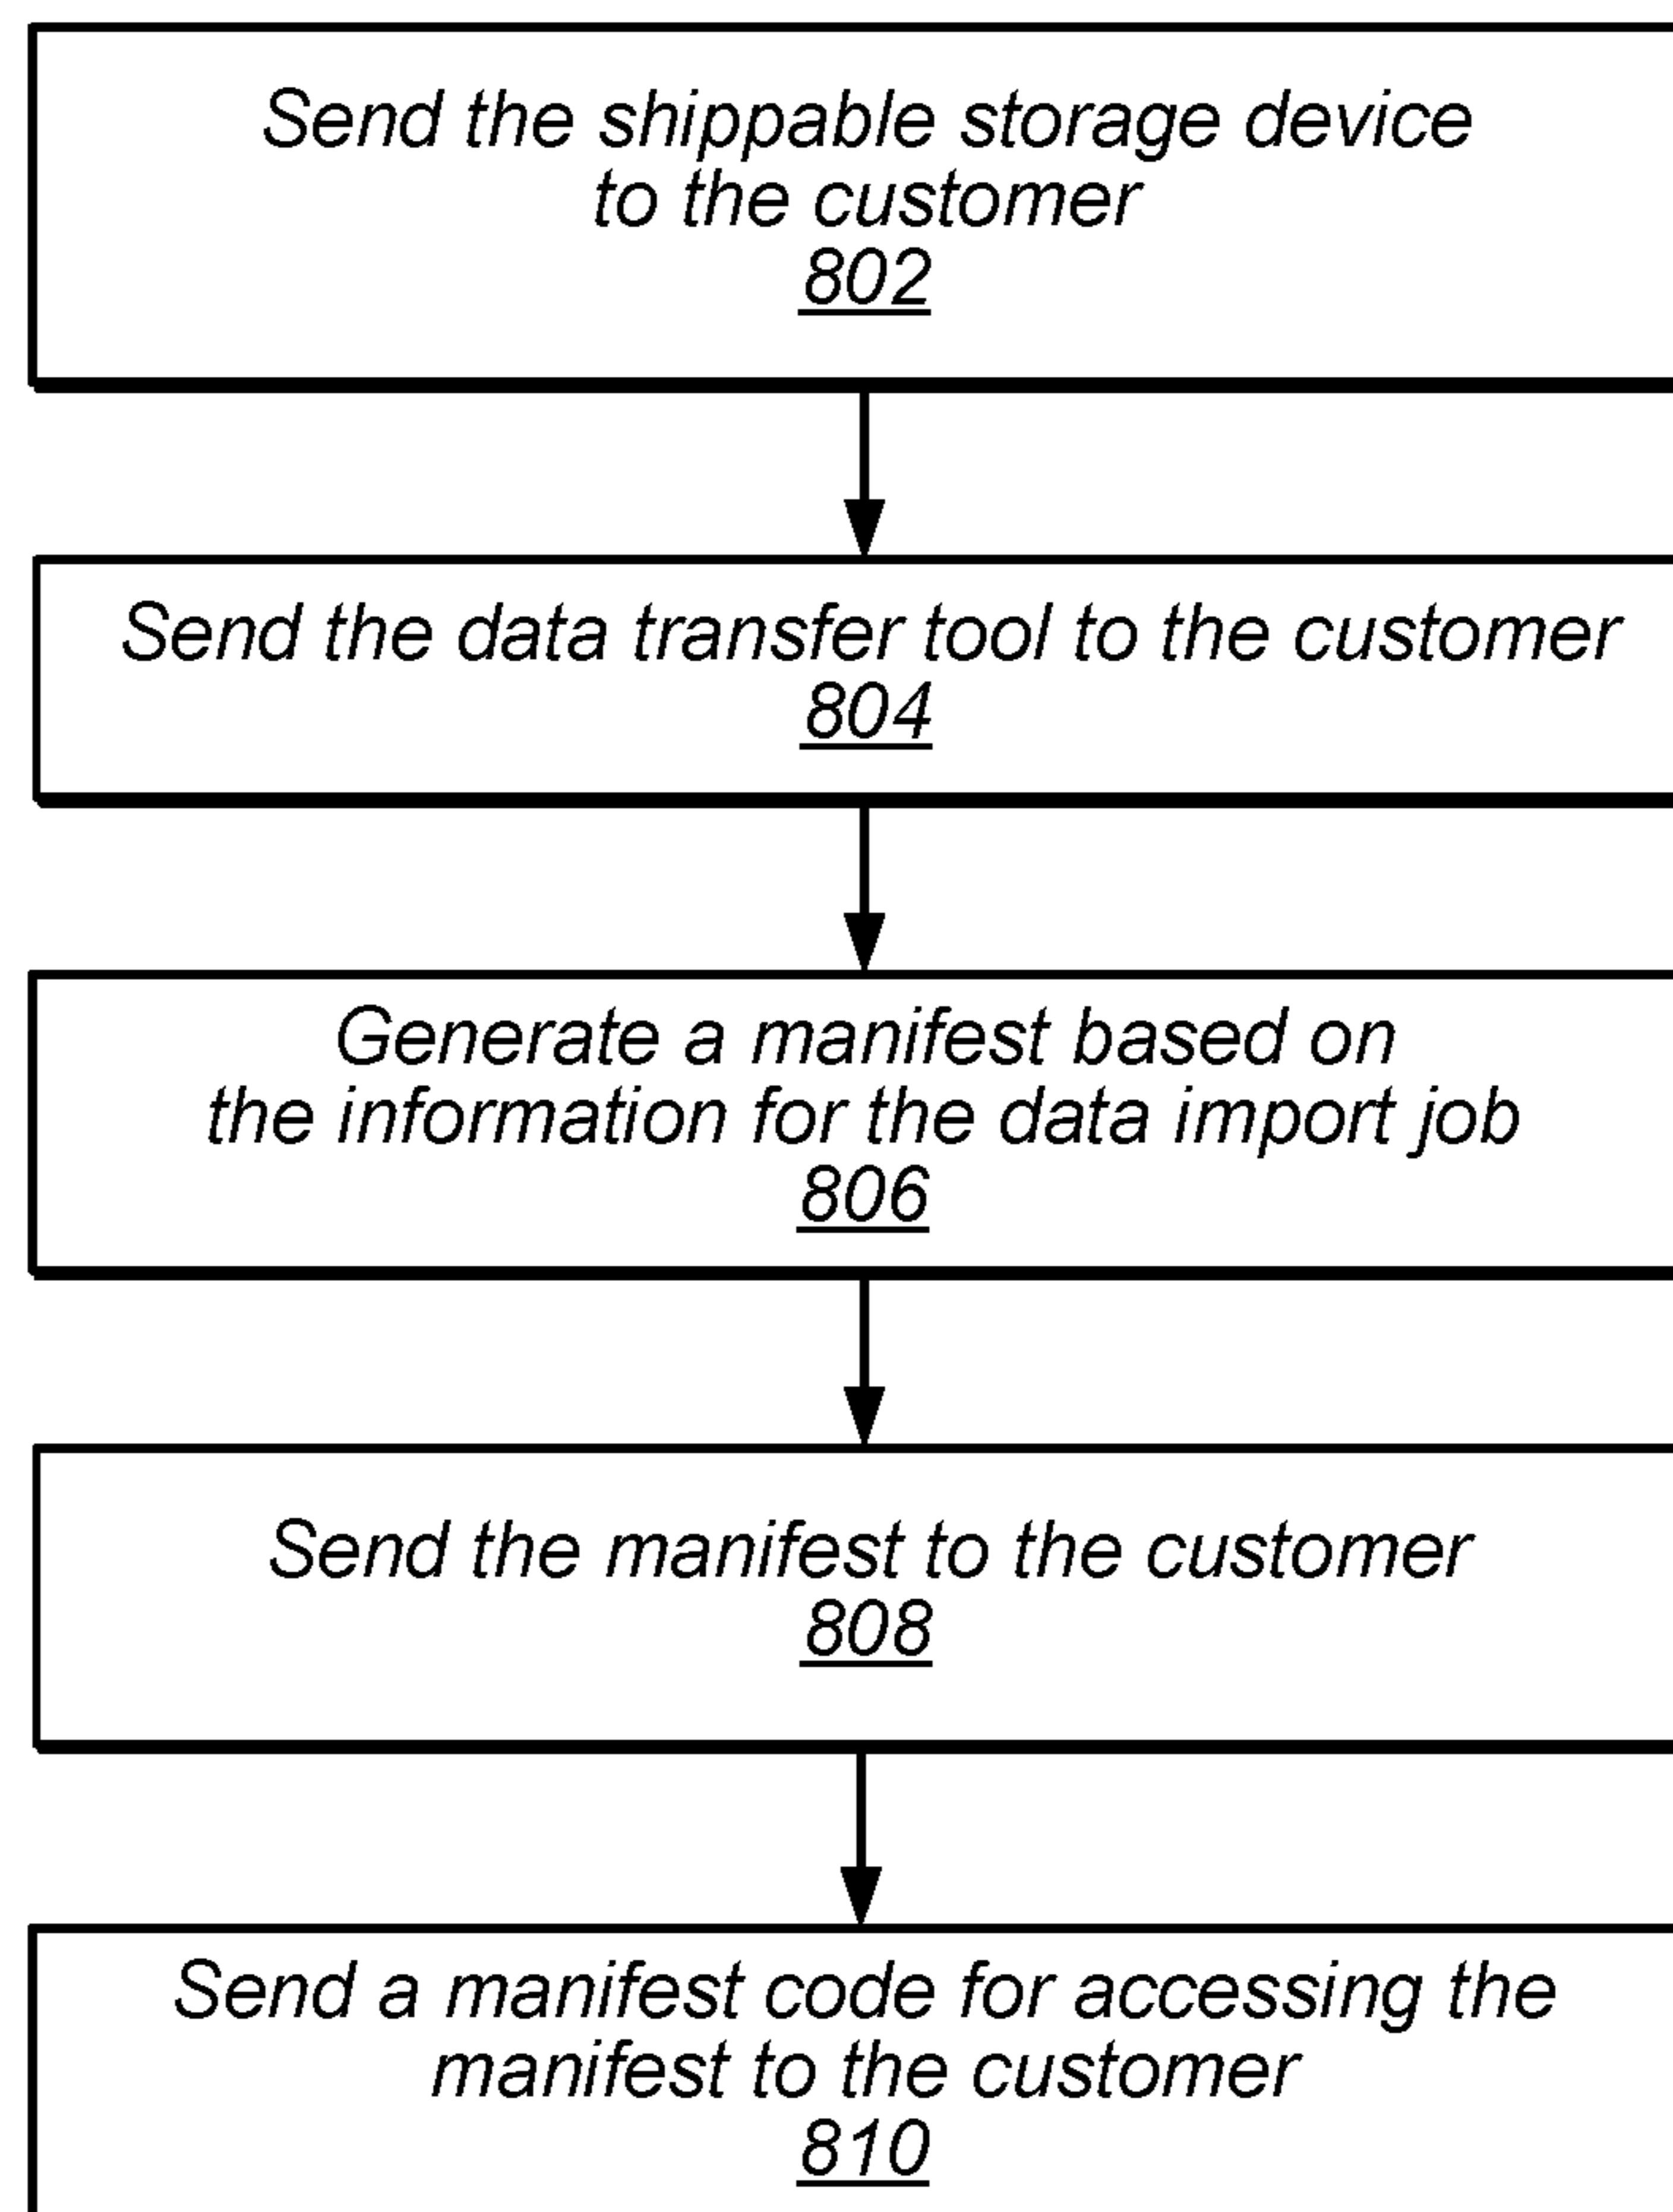 Send the shippable storage device
to the customer
802
Send the data transfer tool to the customer
804
Generate a manifest based on
the information for the data import job
806
Send the manifest to the customer
808
Send a manifest code for accessing the
manifest to the customer
810